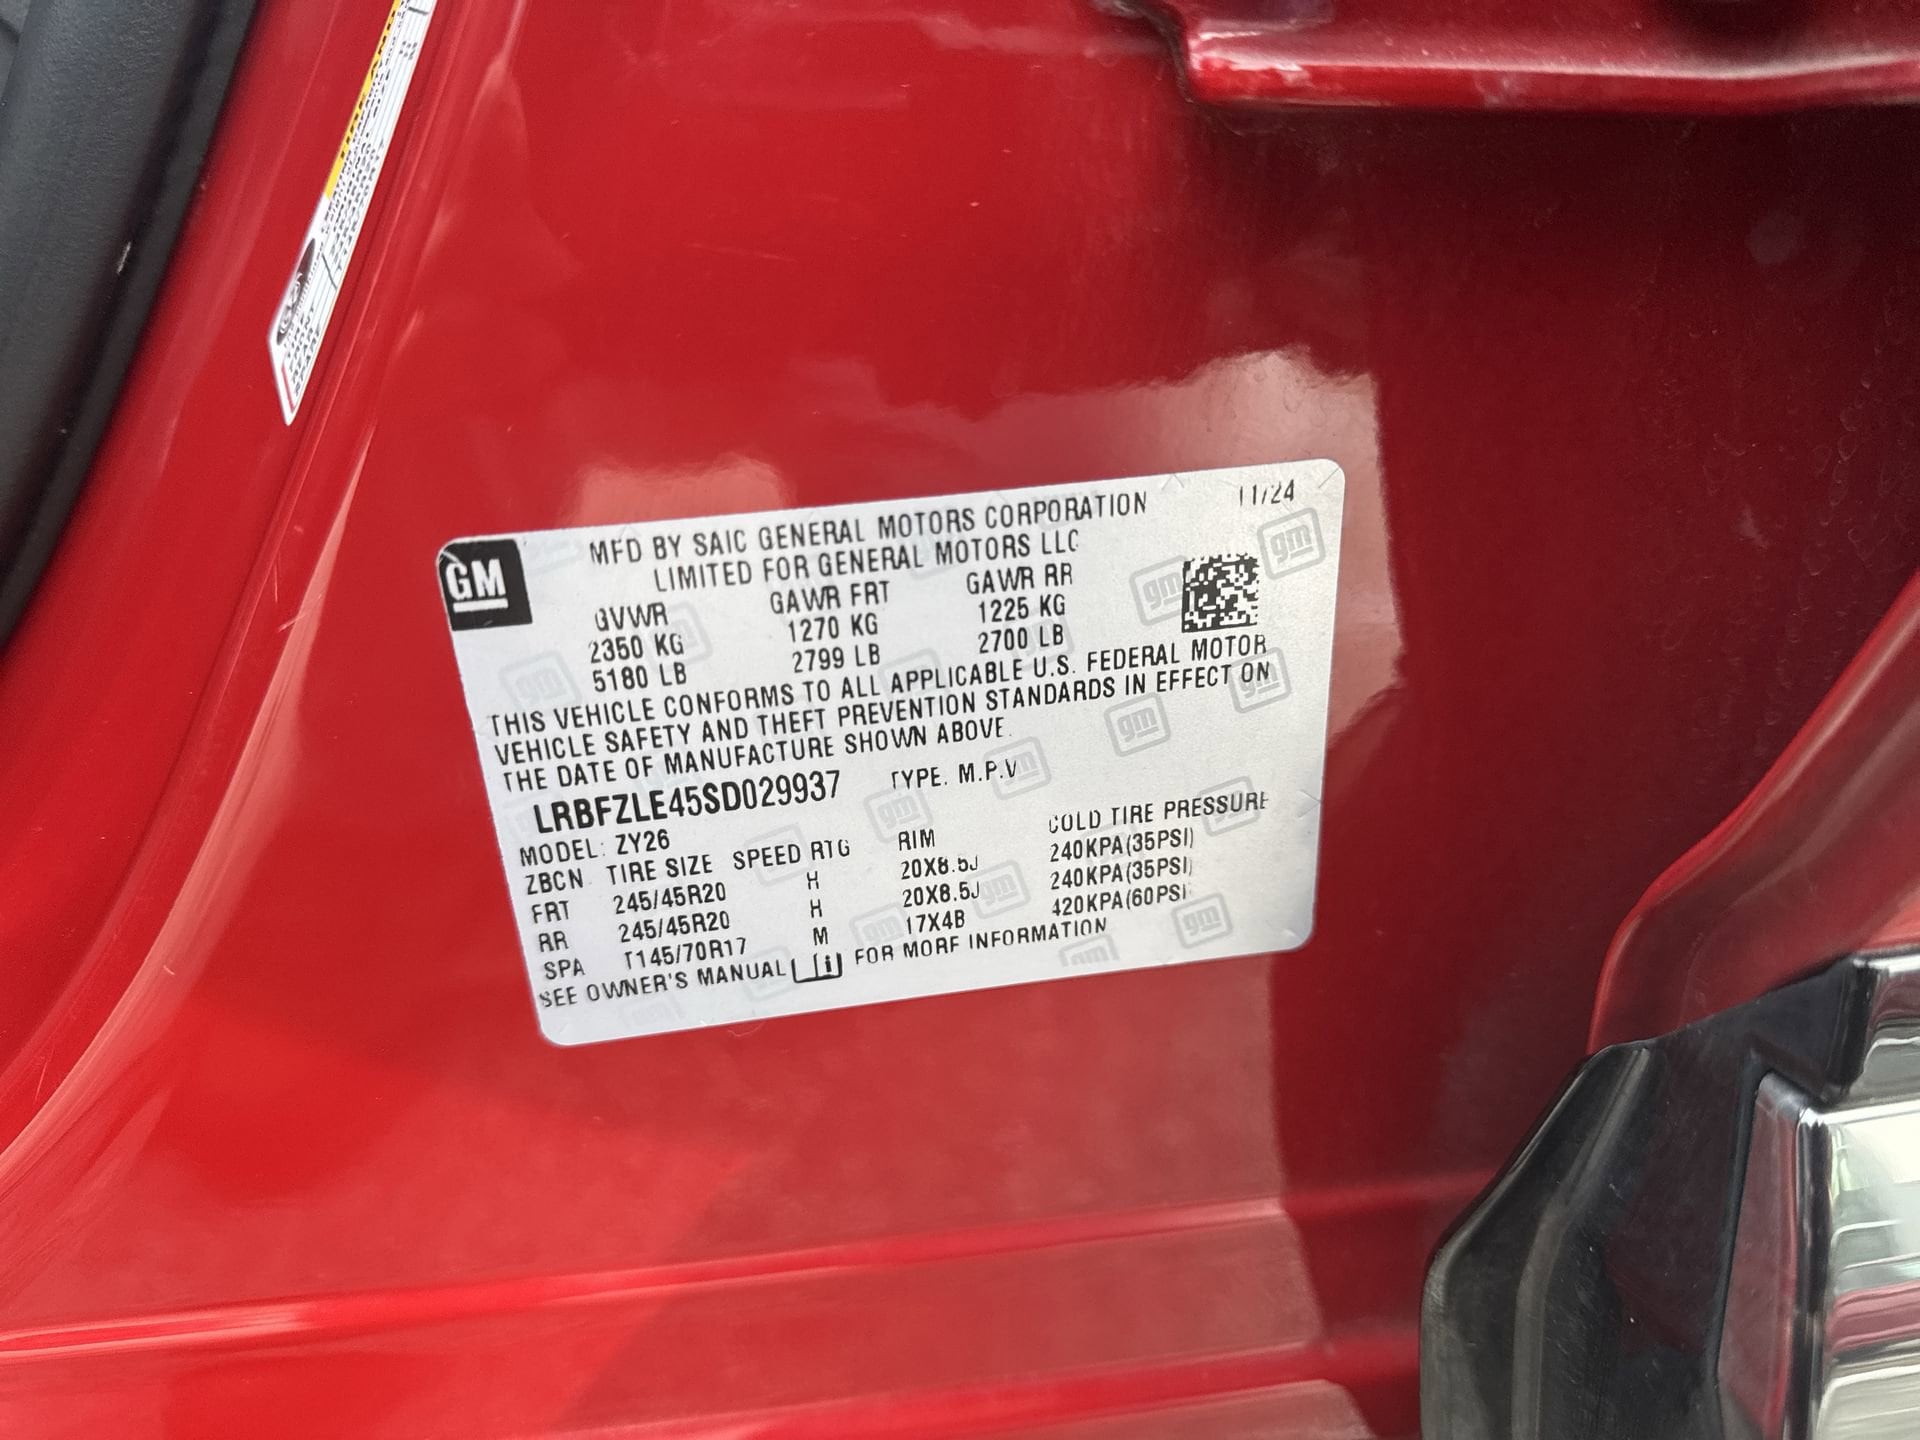 GM
MFD BY SAIC GENERAL MOTORS CORPORATION 11/24
LIMITED FOR GENERAL MOTORS LLC
GVWR GAWR FRT GAWR RR
2350 KG 1270 KG 1225 KG
5180 LB 2799 LB 2700 LB
THIS VEHICLE CONFORMS TO ALL APPLICABLE U.S. FEDERAL MOTOR
VEHICLE SAFETY AND THEFT PREVENTION STANDARDS IN EFFECT ON
THE DATE OF MANUFACTURE SHOWN ABOVE.
LRBFZLE45SD029937 TYPE. M.P.V
MODEL: ZY26
ZBCN TIRE SIZE SPEED RTG RIM COLD TIRE PRESSURE
FRT 245/45R20 H 20X8.5J 240KPA(35PSI)
RR 245/45R20 H 20X8.5J 240KPA(35PSI)
SPA T145/70R17 M 17X4B 420KPA(60PSI
SEE OWNER'S MANUAL i FOR MORE INFORMATION